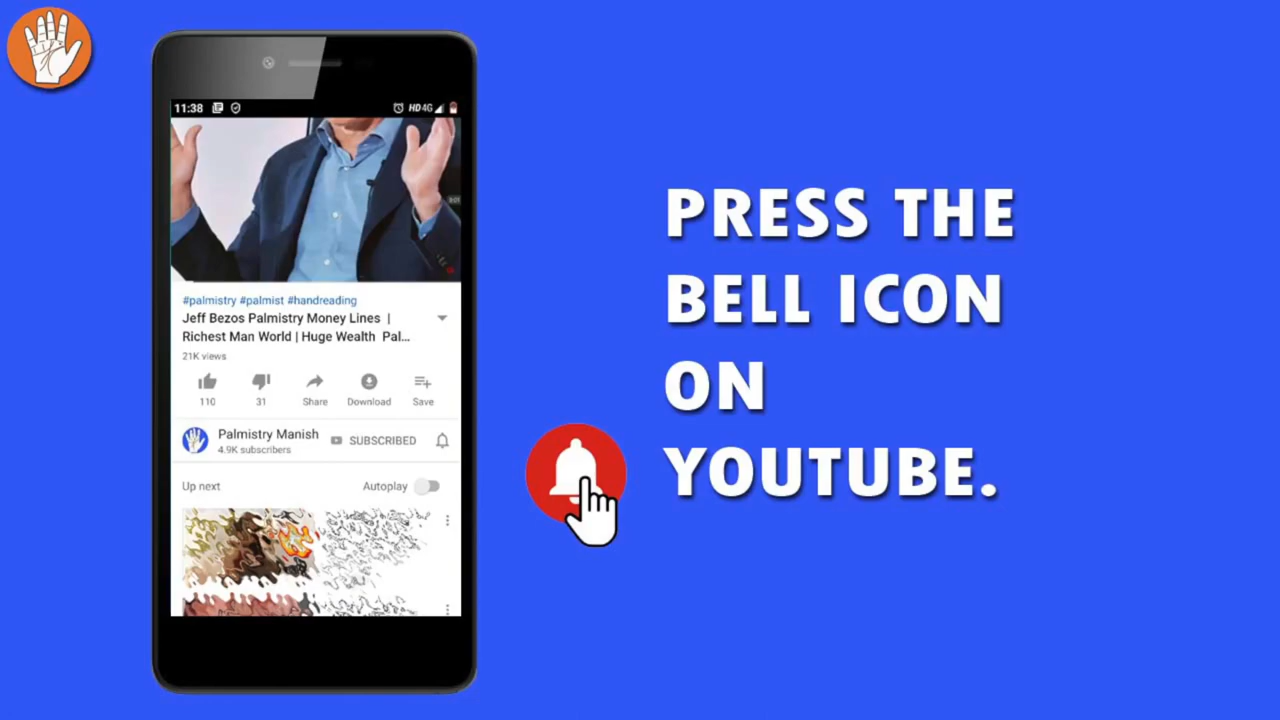 11:38
HD 4G
#palmistry #palmist #handreading
Jeff Bezos Palmistry Money Lines |
Richest Man World | Huge Wealth Pal...
21K views
110 31 Share Download Save
Palmistry Manish
SUBSCRIBED
4.9K subscribers
Up next
Autoplay
PRESS THE
BELL ICON
ON
YOUTUBE.